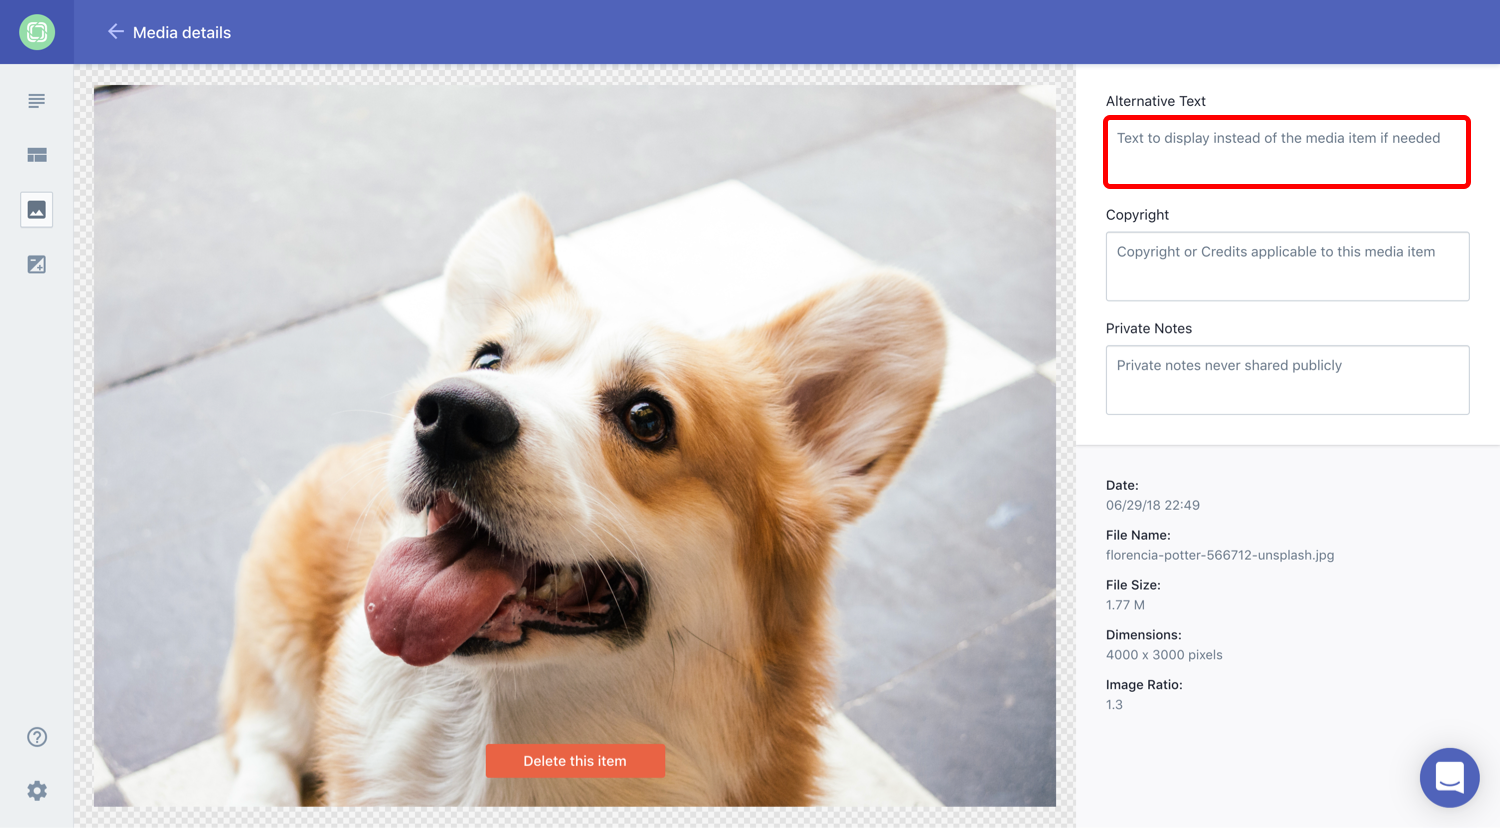 Media details
Alternative Text
Text to display instead of the media item if needed
Copyright
Copyright or Credits applicable to this media item
Private Notes
Private notes never shared publicly
Date:
06/29/18 22:49
File Name:
florencia-potter-566712-unsplash.jpg
File Size:
1.77 M
Dimensions:
4000 x 3000 pixels
Image Ratio:
1.3
Delete this item